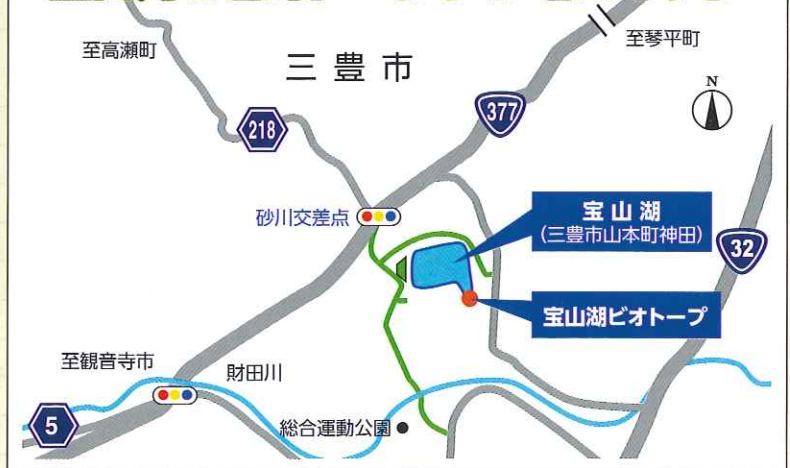 至高瀬町
三豊市
至琴平町
N
218
377
砂川交差点
宝山湖
(三豊市山本町神田)
32
宝山湖ビオトープ
至観音寺市
財田川
5
総合運動公園